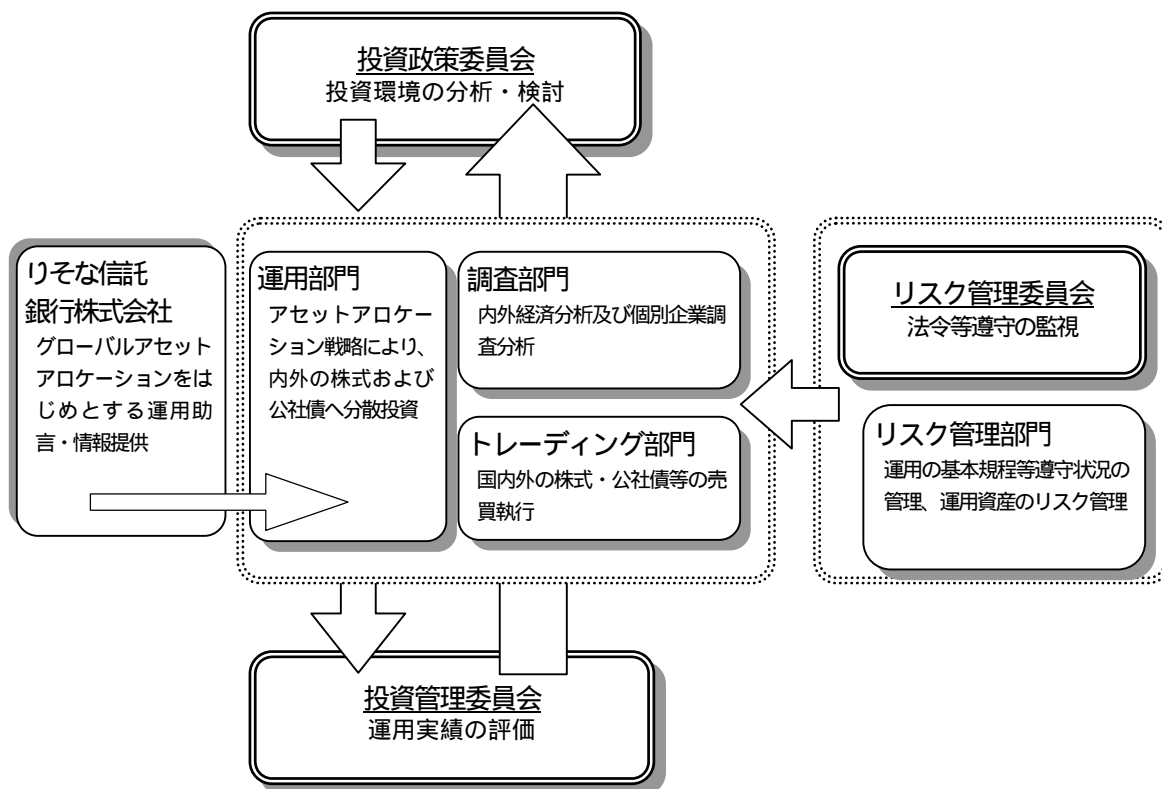 投資政策委員会
投資環境の分析・検討
りそな信託
銀行株式会社
グローバルアセット
アロケーションをは
じめとする運用助
言・情報提供
運用部門
アセットアロケー
ション戦略により、
内外の株式および
公社債へ分散投資
調査部門
内外経済分析及び個別企業調
査分析
トレーディング部門
国内外の株式・公社債等の売
買執行
リスク管理委員会
法令等遵守の監視
リスク管理部門
運用の基本規程等遵守状況の
管理、運用資産のリスク管理
投資管理委員会
運用実績の評価